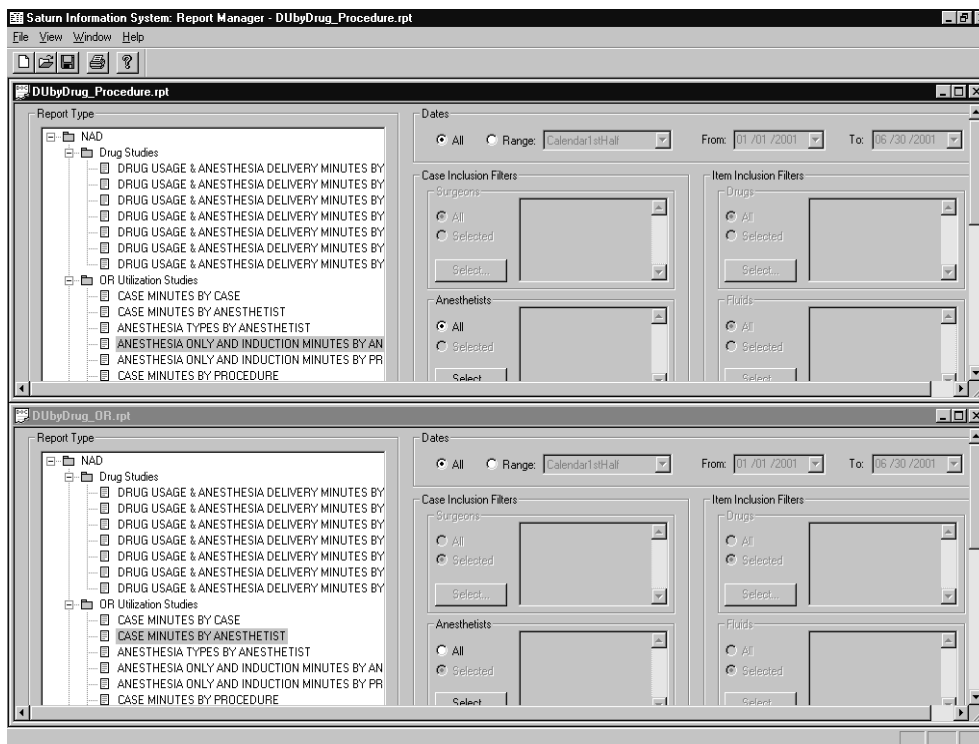 Saturn Information System: Report Manager - DUbyDrug_Procedure.rpt
File View Window Help
DUbyDrug_Procedure.rpt
Report Type
NAD
Drug Studies
DRUG USAGE & ANESTHESIA DELIVERY MINUTES BY
DRUG USAGE & ANESTHESIA DELIVERY MINUTES BY
DRUG USAGE & ANESTHESIA DELIVERY MINUTES BY
DRUG USAGE & ANESTHESIA DELIVERY MINUTES BY
DRUG USAGE & ANESTHESIA DELIVERY MINUTES BY
DRUG USAGE & ANESTHESIA DELIVERY MINUTES BY
DRUG USAGE & ANESTHESIA DELIVERY MINUTES BY
OR Utilization Studies
CASE MINUTES BY CASE
CASE MINUTES BY ANESTHETIST
ANESTHESIA TYPES BY ANESTHETIST
ANESTHESIA ONLY AND INDUCTION MINUTES BY AN
ANESTHESIA ONLY AND INDUCTION MINUTES BY PR
CASE MINUTES BY PROCEDURE
Dates
All Range: Calendar1stHalf From: 01 /01 /2001 To: 06 /30 /2001
Case Inclusion Filters
Surgeons
All
Selected
Select...
Anesthetists
All
Selected
Select
Item Inclusion Filters
Drugs
All
Selected
Select...
Fluids
All
Selected
Select
DUbyDrug_OR.rpt
Report Type
NAD
Drug Studies
DRUG USAGE & ANESTHESIA DELIVERY MINUTES BY
DRUG USAGE & ANESTHESIA DELIVERY MINUTES BY
DRUG USAGE & ANESTHESIA DELIVERY MINUTES BY
DRUG USAGE & ANESTHESIA DELIVERY MINUTES BY
DRUG USAGE & ANESTHESIA DELIVERY MINUTES BY
DRUG USAGE & ANESTHESIA DELIVERY MINUTES BY
DRUG USAGE & ANESTHESIA DELIVERY MINUTES BY
OR Utilization Studies
CASE MINUTES BY CASE
CASE MINUTES BY ANESTHETIST
ANESTHESIA TYPES BY ANESTHETIST
ANESTHESIA ONLY AND INDUCTION MINUTES BY AN
ANESTHESIA ONLY AND INDUCTION MINUTES BY PR
CASE MINUTES BY PROCEDURE
Dates
All Range: Calendar1stHalf From: 01 /01 /2001 To: 06 /30 /2001
Case Inclusion Filters
Surgeons
All
Selected
Select...
Anesthetists
All
Selected
Select
Item Inclusion Filters
Drugs
All
Selected
Select...
Fluids
All
Selected
Select